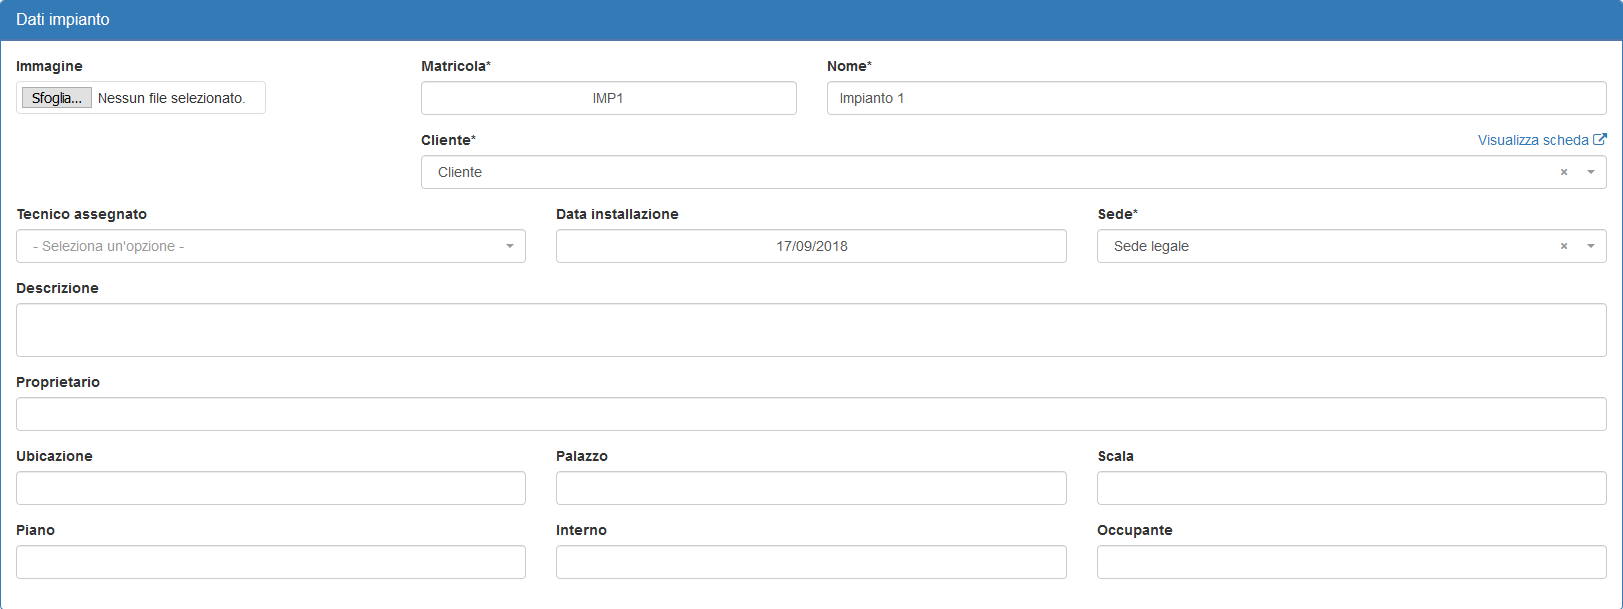 Dati impianto
Immagine
Matricola*
Nome*
Sfoglia... Nessun file selezionato.
IMP1
Impianto 1
Cliente*
Visualizza scheda
Cliente
×
Tecnico assegnato
Data installazione
Sede*
- Seleziona un'opzione -
17/09/2018
Sede legale
×
Descrizione
Proprietario
Ubicazione
Palazzo
Scala
Piano
Interno
Occupante